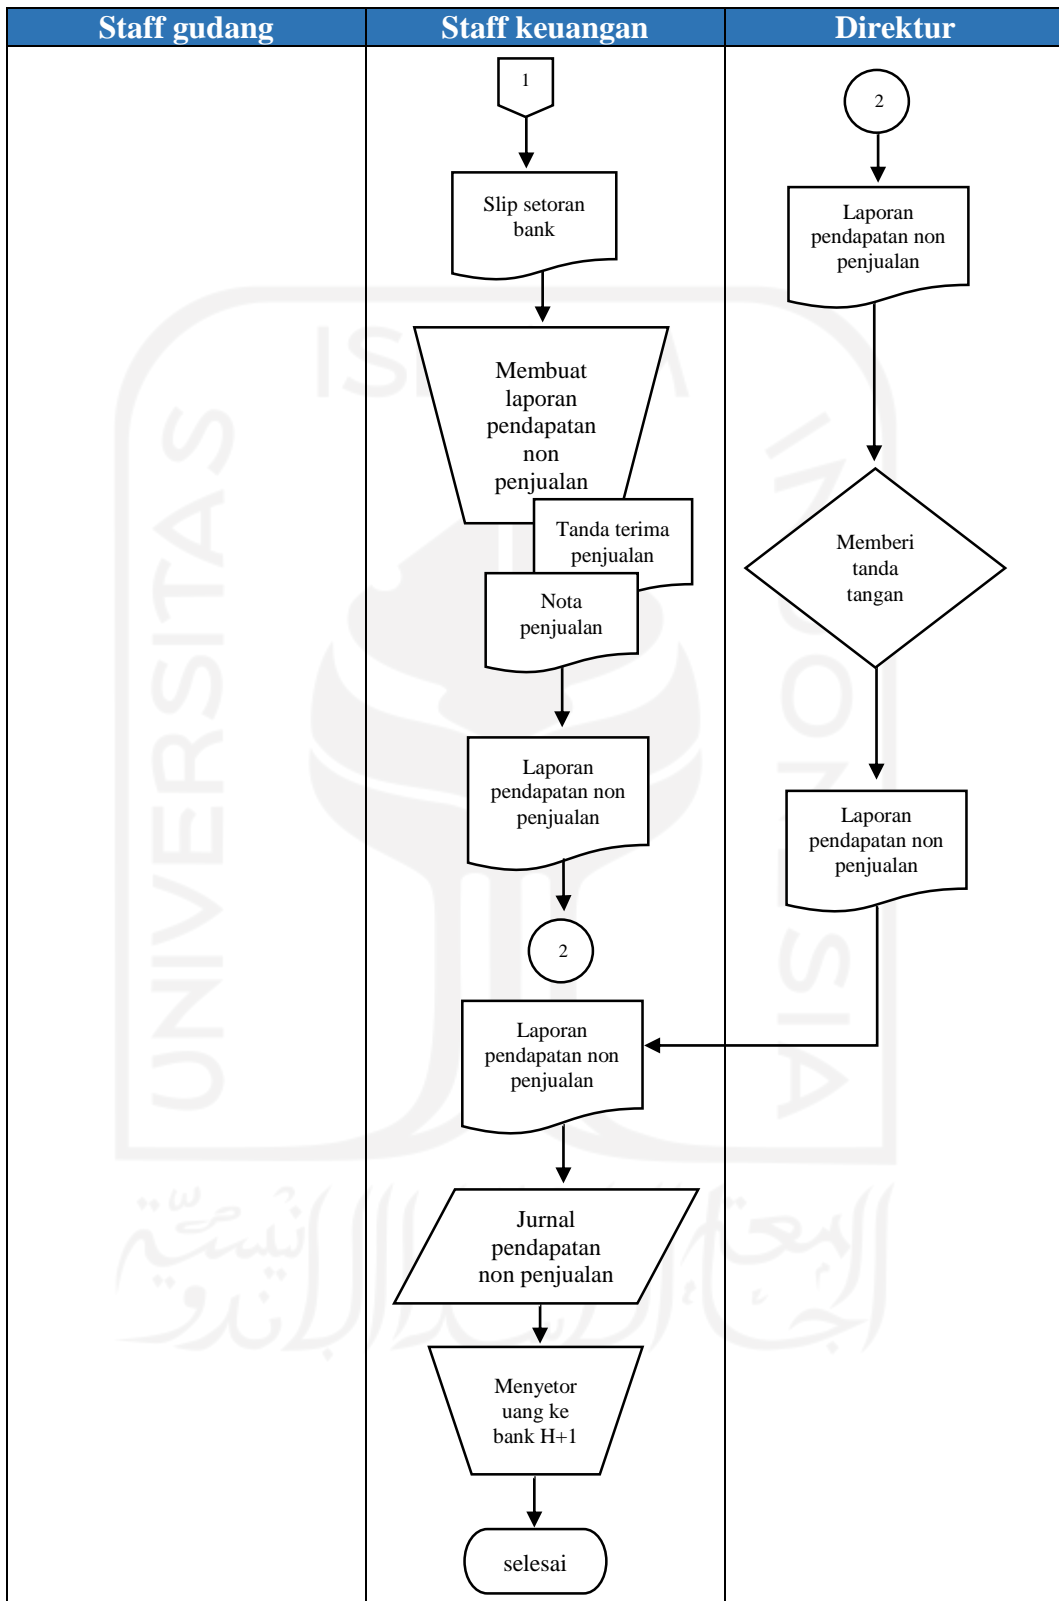 Staff gudang
Staff keuangan
Direktur
1
Slip setoran
bank
Membuat
laporan
pendapatan
non
penjualan
Tanda terima
penjualan
Nota
penjualan
Laporan
pendapatan non
penjualan
2
Laporan
pendapatan non
penjualan
Jurnal
pendapatan
non penjualan
Menyetor
uang ke
bank H+1
selesai
2
Laporan
pendapatan non
penjualan
Memberi
tanda
tangan
Laporan
pendapatan non
penjualan
UNIVERSITAS
INDONESIA